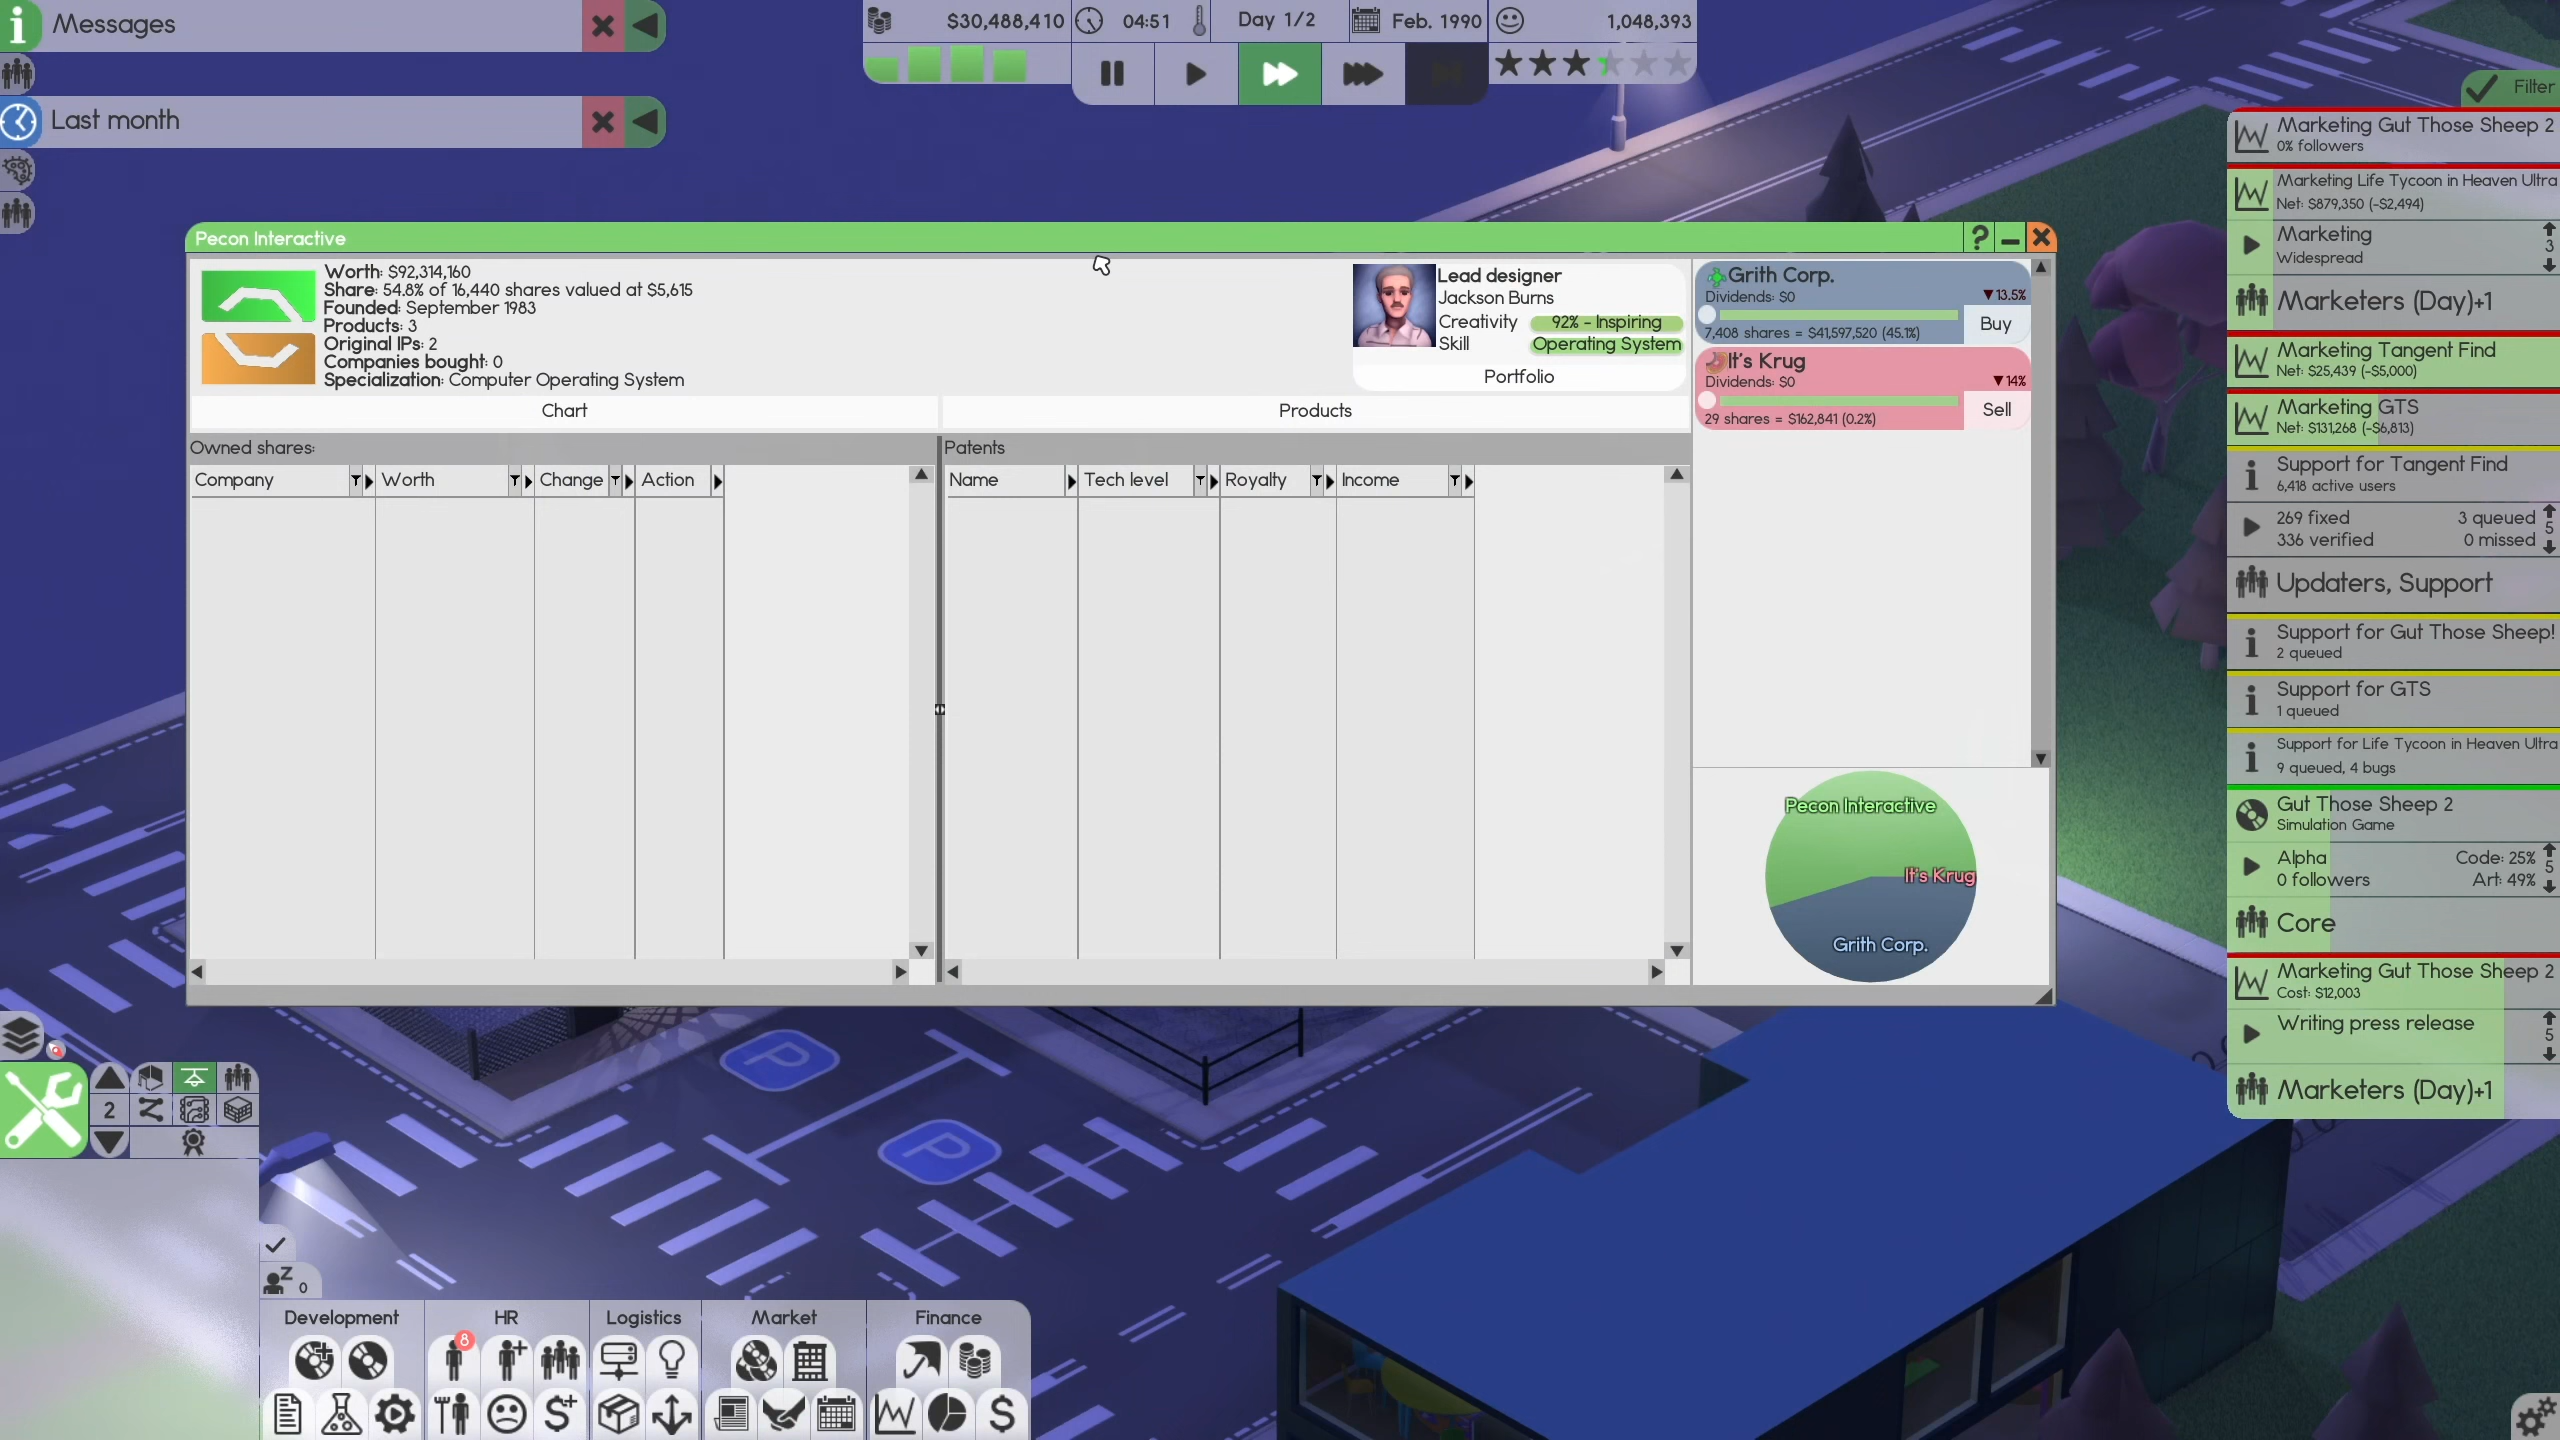 Messages
Last month
$30,488,410
04:51
Day 1/2
Feb. 1990
1,048,393
Filter
Pecon Interactive
Worth: $92,314,160
Share: 54.8% of 16,440 shares valued at $5,615
Founded: September 1983
Products: 3
Original IPs: 2
Companies bought: 0
Specialization: Computer Operating System
Lead designer
Jackson Burns
Creativity 92% - Inspiring
Skill Operating System
Portfolio
Chart
Products
Owned shares:
Company Worth Change Action
Patents
Name Tech level Royalty Income
Grith Corp.
Dividends: $0 ▼13.5%
7,408 shares = $41,597,520 (45.1%)
Buy
It's Krug
Dividends: $0 ▼14%
29 shares = $162,841 (0.2%)
Sell
Pecon Interactive
It's Krug
Grith Corp.
Marketing Gut Those Sheep 2
0% followers
Marketing Life Tycoon in Heaven Ultra
Net: $879,350 (-$2,494)
Marketing
Widespread
3
Marketers (Day)+1
Marketing Tangent Find
Net: $25,439 (-$5,000)
Marketing GTS
Net: $131,268 (-$6,813)
Support for Tangent Find
6,418 active users
269 fixed 3 queued
336 verified 0 missed
5
Updaters, Support
Support for Gut Those Sheep!
2 queued
Support for GTS
1 queued
Support for Life Tycoon in Heaven Ultra
9 queued, 4 bugs
Gut Those Sheep 2
Simulation Game
Alpha Code: 25%
0 followers Art: 49%
5
Core
Marketing Gut Those Sheep 2
Cost: $12,003
Writing press release
5
Marketers (Day)+1
2
P
P
0
Development
HR
Logistics
Market
Finance
8